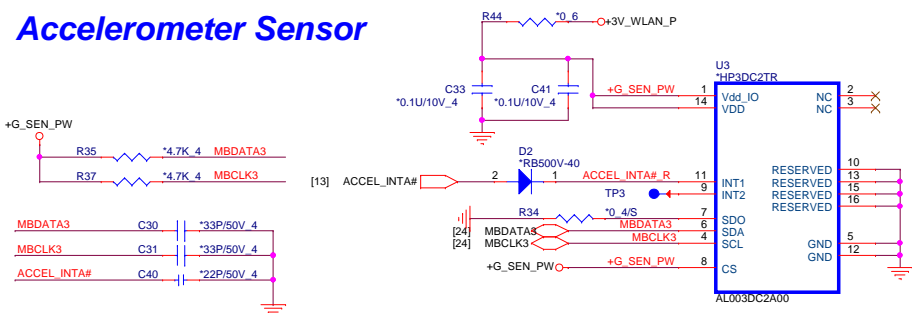 Accelerometer Sensor
R44 *0_6 +3V_WLAN_P
C33 *0.1U/10V_4
C41 *0.1U/10V_4
+G_SEN_PW
R35 *4.7K_4 MBDATA3
R37 *4.7K_4 MBCLK3
MBDATA3 C30 *33P/50V_4
MBCLK3 C31 *33P/50V_4
ACCEL_INTA# C40 *22P/50V_4
U3
*HP3DC2TR
+G_SEN_PW 1 Vdd_IO
14 VDD
NC 2
NC 3
D2
*RB500V-40
[13] ACCEL_INTA# 2 1 ACCEL_INTA#_R 11 INT1
TP3 9 INT2
R34 *0_4/S 7 SDO
[24] MBDATA3 MBDATA3 6 SDA
[24] MBCLK3 MBCLK3 4 SCL
+G_SEN_PW +G_SEN_PW 8 CS
RESERVED 10
RESERVED 13
RESERVED 15
RESERVED 16
GND 5
GND 12
AL003DC2A00